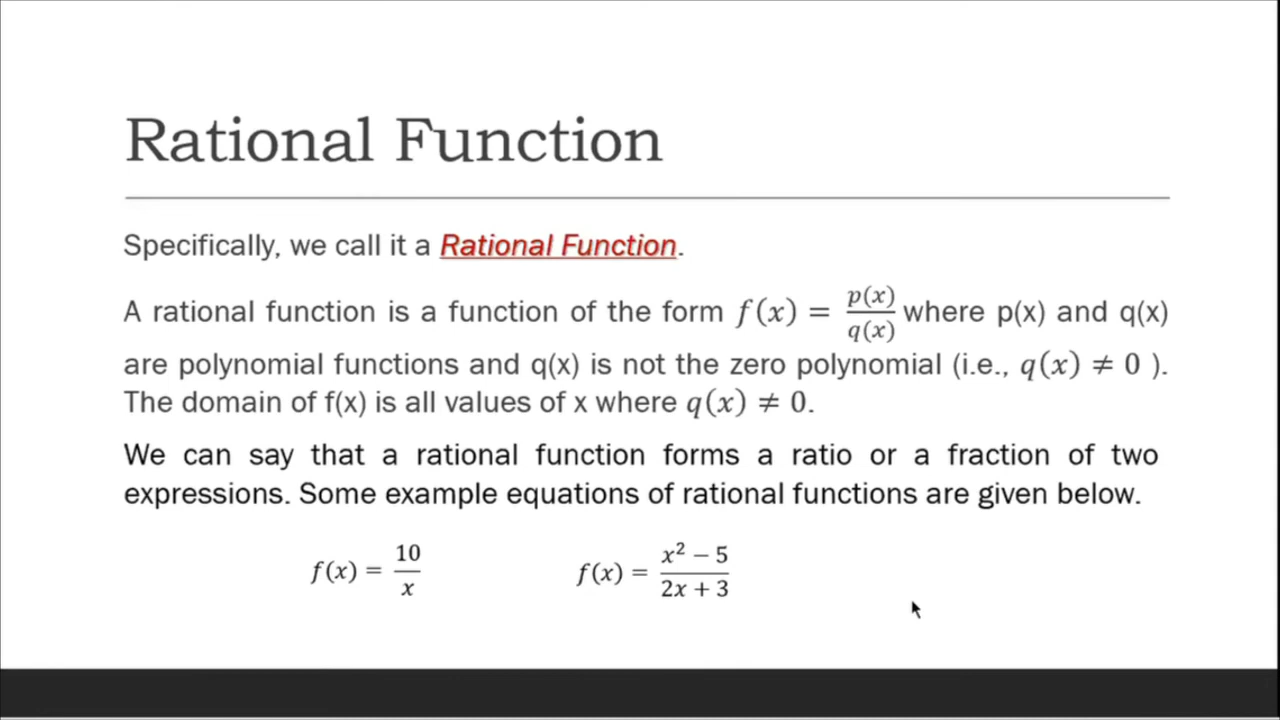 Rational Function
Specifically, we call it a Rational Function.
A rational function is a function of the form f(x) = p(x)/q(x) where p(x) and q(x)
are polynomial functions and q(x) is not the zero polynomial (i.e., q(x) ≠ 0 ).
The domain of f(x) is all values of x where q(x) ≠ 0.
We can say that a rational function forms a ratio or a fraction of two
expressions. Some example equations of rational functions are given below.
f(x) = 10/x f(x) = (x² − 5)/(2x + 3)